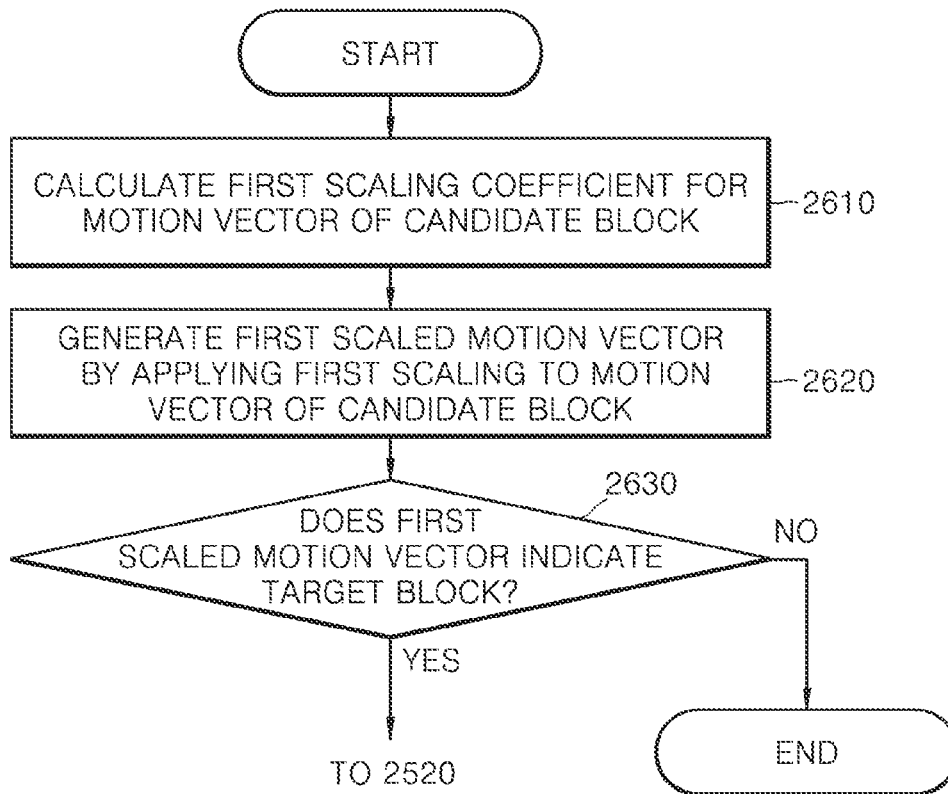 START
CALCULATE FIRST SCALING COEFFICIENT FOR
MOTION VECTOR OF CANDIDATE BLOCK
2610
GENERATE FIRST SCALED MOTION VECTOR
BY APPLYING FIRST SCALING TO MOTION
VECTOR OF CANDIDATE BLOCK
2620
2630
DOES FIRST
SCALED MOTION VECTOR INDICATE
TARGET BLOCK?
NO
YES
TO 2520
END